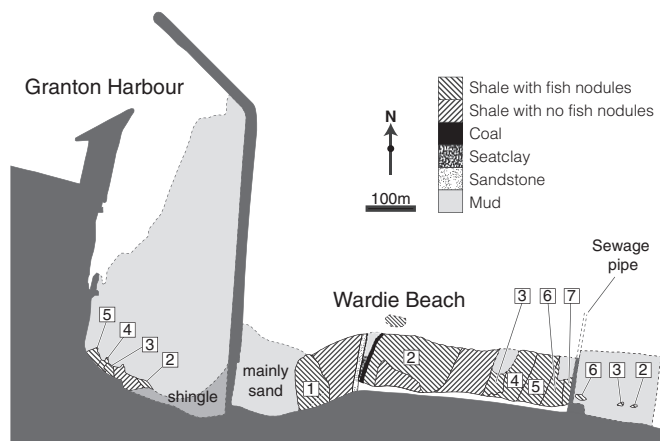 Granton Harbour
N
100m
Shale with fish nodules
Shale with no fish nodules
Coal
Seatclay
Sandstone
Mud
Sewage
pipe
Wardie Beach
3
6
7
5
4
3
2
2
mainly
sand
1
4
5
6
3
2
shingle